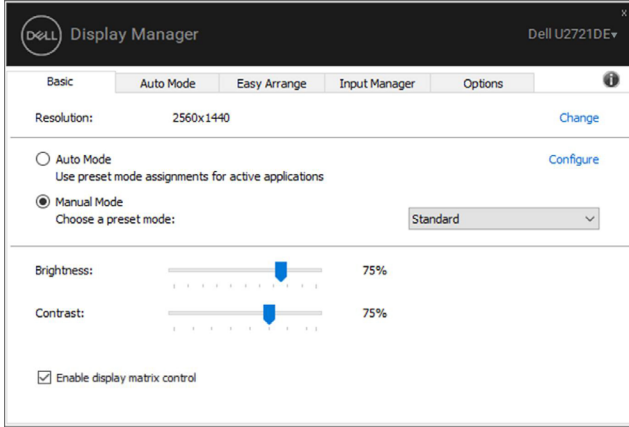 x
DELL Display Manager
Dell U2721DE
Basic Auto Mode Easy Arrange Input Manager Options
Resolution: 2560x1440 Change
Auto Mode Configure
Use preset mode assignments for active applications
Manual Mode
Choose a preset mode: Standard
Brightness: 75%
Contrast: 75%
Enable display matrix control